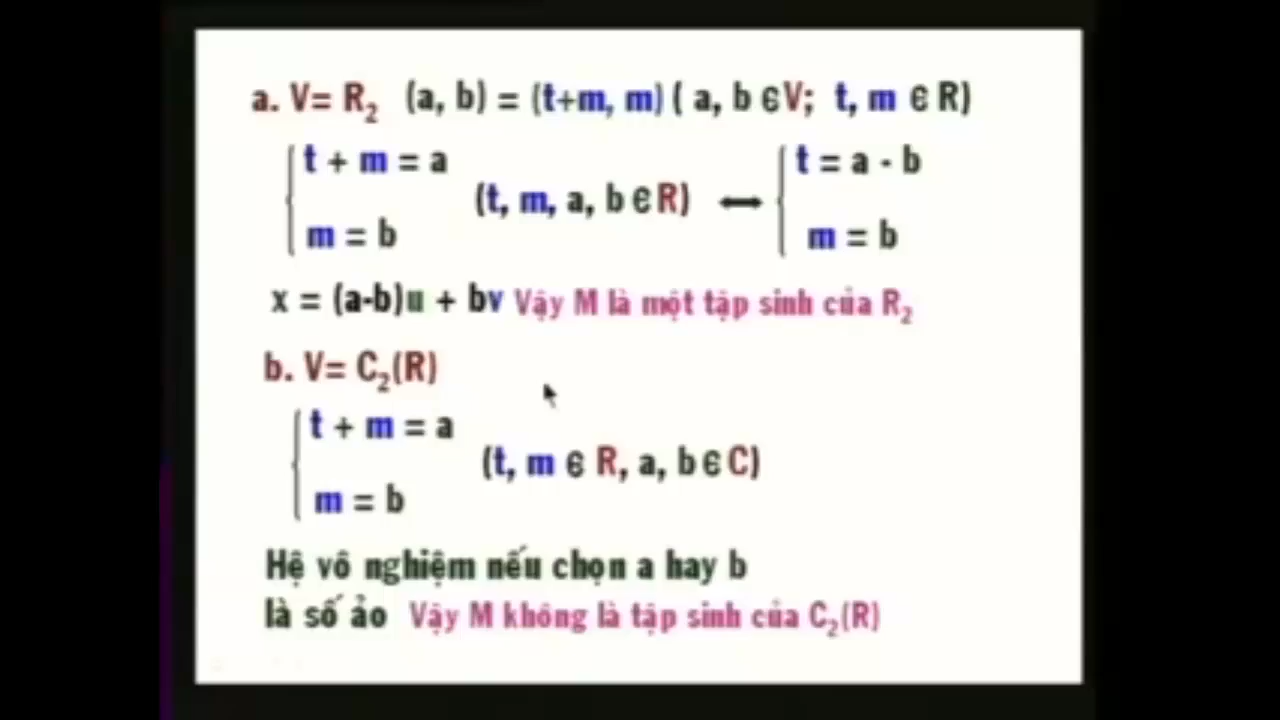 a. V= R₂ (a, b) = (t+m, m) ( a, b ∈V; t, m ∈ R)
t + m = a (t, m, a, b ∈ R) ↔ t = a - b
m = b m = b
x = (a-b)u + bv Vậy M là một tập sinh của R₂
b. V= C₂(R)
t + m = a (t, m ∈ R, a, b ∈ C)
m = b
Hệ vô nghiệm nếu chọn a hay b
là số ảo Vậy M không là tập sinh của C₂(R)